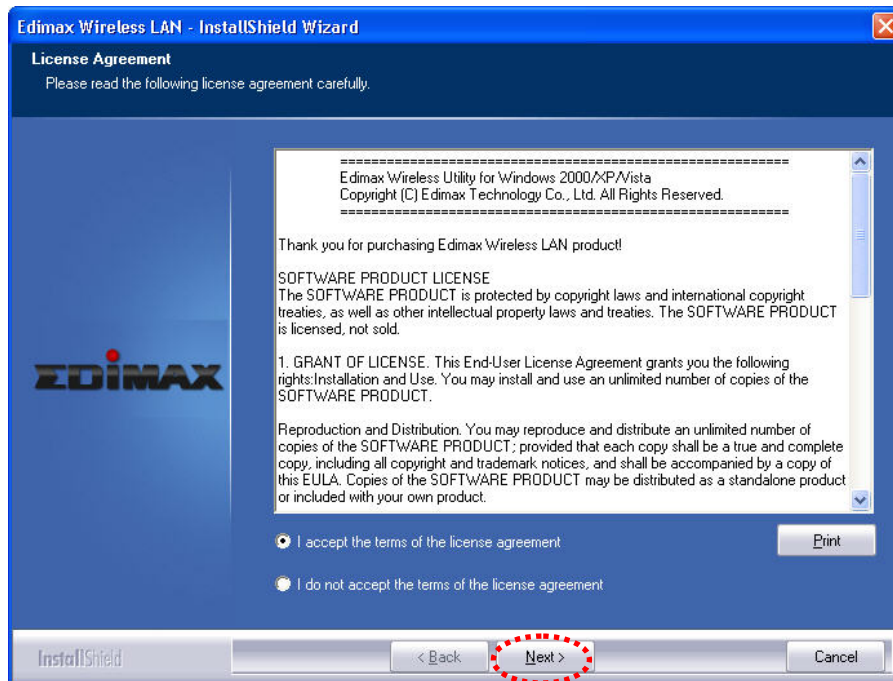 Edimax Wireless LAN - InstallShield Wizard
License Agreement
Please read the following license agreement carefully.
============================================================
Edimax Wireless Utility for Windows 2000/XP/Vista
Copyright (C) Edimax Technology Co., Ltd. All Rights Reserved.
============================================================
Thank you for purchasing Edimax Wireless LAN product!
SOFTWARE PRODUCT LICENSE
The SOFTWARE PRODUCT is protected by copyright laws and international copyright
treaties, as well as other intellectual property laws and treaties. The SOFTWARE PRODUCT
is licensed, not sold.
1. GRANT OF LICENSE. This End-User License Agreement grants you the following
rights:Installation and Use. You may install and use an unlimited number of copies of the
SOFTWARE PRODUCT.
Reproduction and Distribution. You may reproduce and distribute an unlimited number of
copies of the SOFTWARE PRODUCT; provided that each copy shall be a true and complete
copy, including all copyright and trademark notices, and shall be accompanied by a copy of
this EULA. Copies of the SOFTWARE PRODUCT may be distributed as a standalone product
or included with your own product.
EDIMAX
I accept the terms of the license agreement
Print
I do not accept the terms of the license agreement
InstallShield
< Back
Next >
Cancel